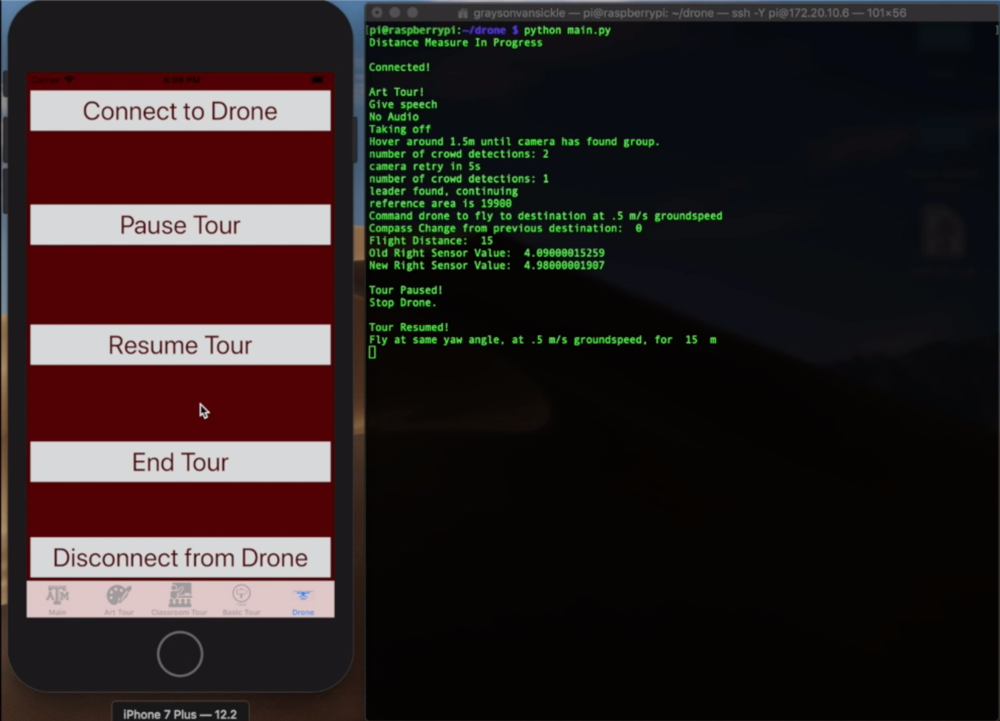 Carrier 6:08 PM
Connect to Drone
Pause Tour
Resume Tour
End Tour
Disconnect from Drone
Main Art Tour Classroom Tour Basic Tour Drone
iPhone 7 Plus — 12.2
graysonvansickle — pi@raspberrypi: ~/drone — ssh -Y pi@172.20.10.6 — 101×56
[pi@raspberrypi:~/drone $ python main.py ]
Distance Measure In Progress
Connected!
Art Tour!
Give speech
No Audio
Taking off
Hover around 1.5m until camera has found group.
number of crowd detections: 2
camera retry in 5s
number of crowd detections: 1
leader found, continuing
reference area is 19900
Command drone to fly to destination at .5 m/s groundspeed
Compass Change from previous destination:  0
Flight Distance:  15
Old Right Sensor Value:  4.09000015259
New Right Sensor Value:  4.98000001907
Tour Paused!
Stop Drone.
Tour Resumed!
Fly at same yaw angle, at .5 m/s groundspeed, for  15  m